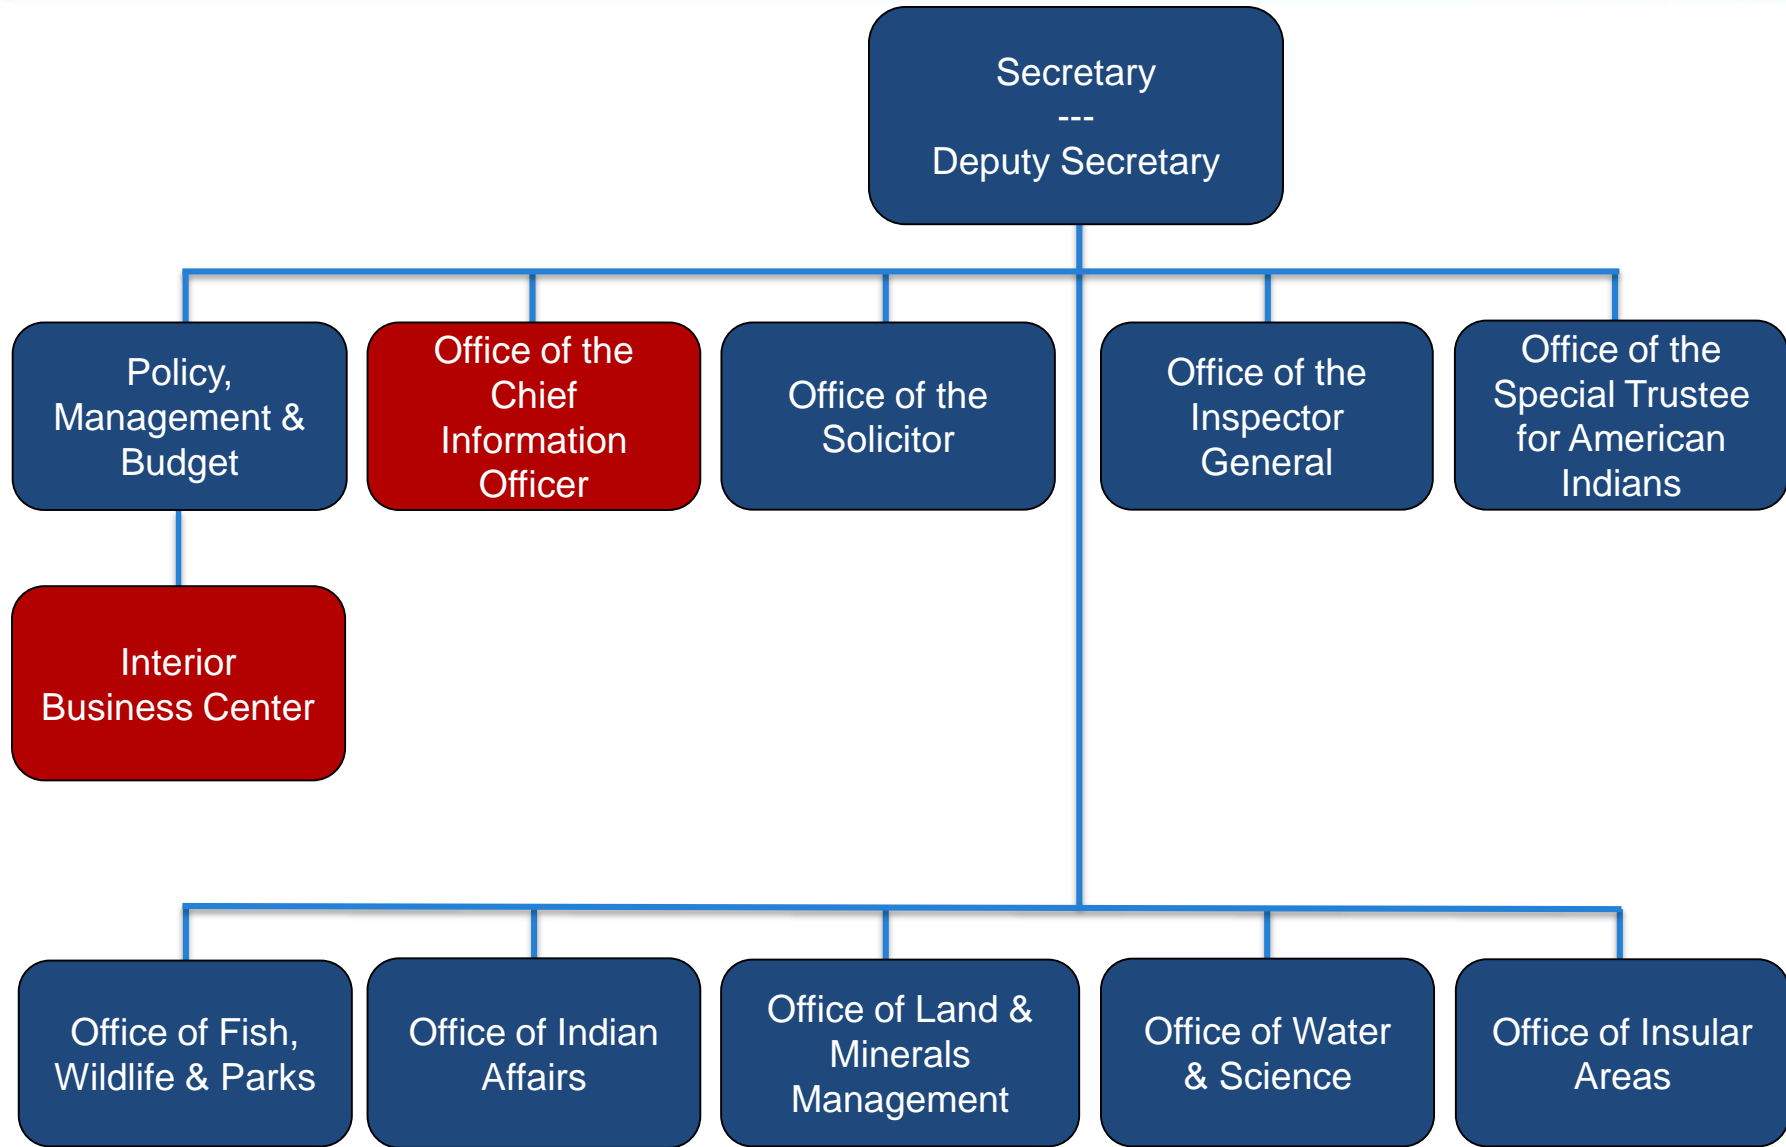 Secretary
---
Deputy Secretary
Policy,
Management &
Budget
Office of the
Chief
Information
Officer
Office of the
Solicitor
Office of the
Inspector
General
Office of the
Special Trustee
for American
Indians
Interior
Business Center
Office of Fish,
Wildlife & Parks
Office of Indian
Affairs
Office of Land &
Minerals
Management
Office of Water
& Science
Office of Insular
Areas